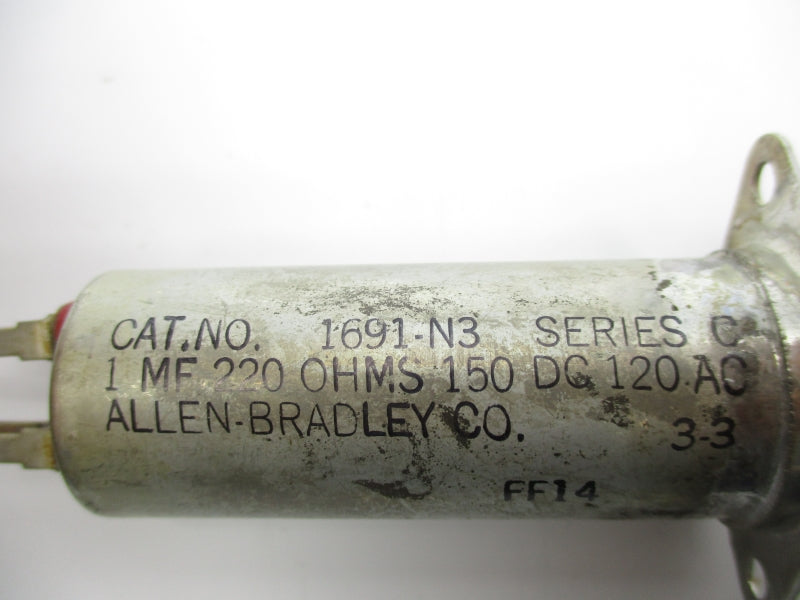 CAT.NO. 1691-N3 SERIES C
1 MF 220 OHMS 150 DC 120 AC
ALLEN-BRADLEY CO. 3-3
FF14